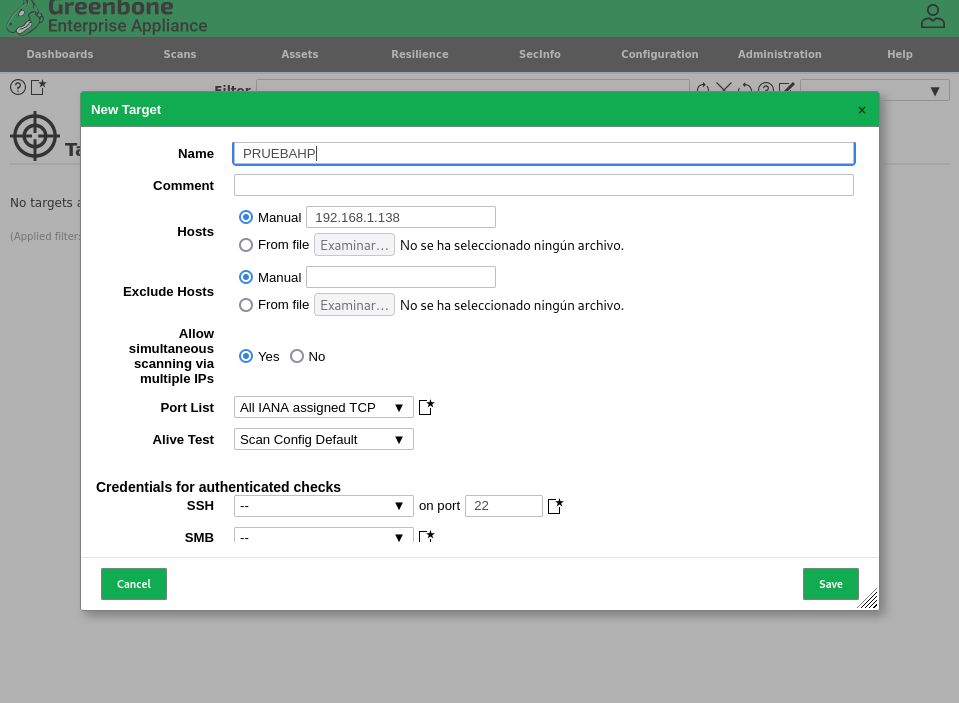 Greenbone
Enterprise Appliance
Dashboards Scans Assets Resilience SecInfo Configuration Administration Help
Filter
New Target ×
Name PRUEBAHP
Comment
Hosts
Manual 192.168.1.138
From file Examinar... No se ha seleccionado ningún archivo.
Exclude Hosts
Manual
From file Examinar... No se ha seleccionado ningún archivo.
Allow
simultaneous
scanning via
multiple IPs
Yes No
Port List All IANA assigned TCP
Alive Test Scan Config Default
Credentials for authenticated checks
SSH -- on port 22
SMB --
Cancel Save
No targets
(Applied filter: